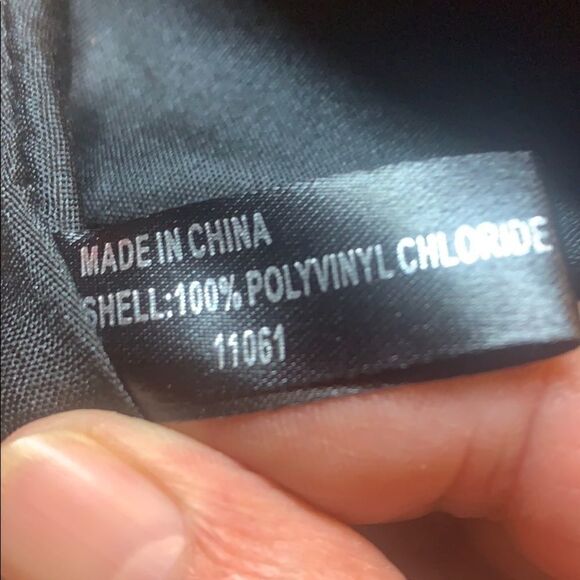 MADE IN CHINA
SHELL:100% POLYVINYL CHLORIDE
11061